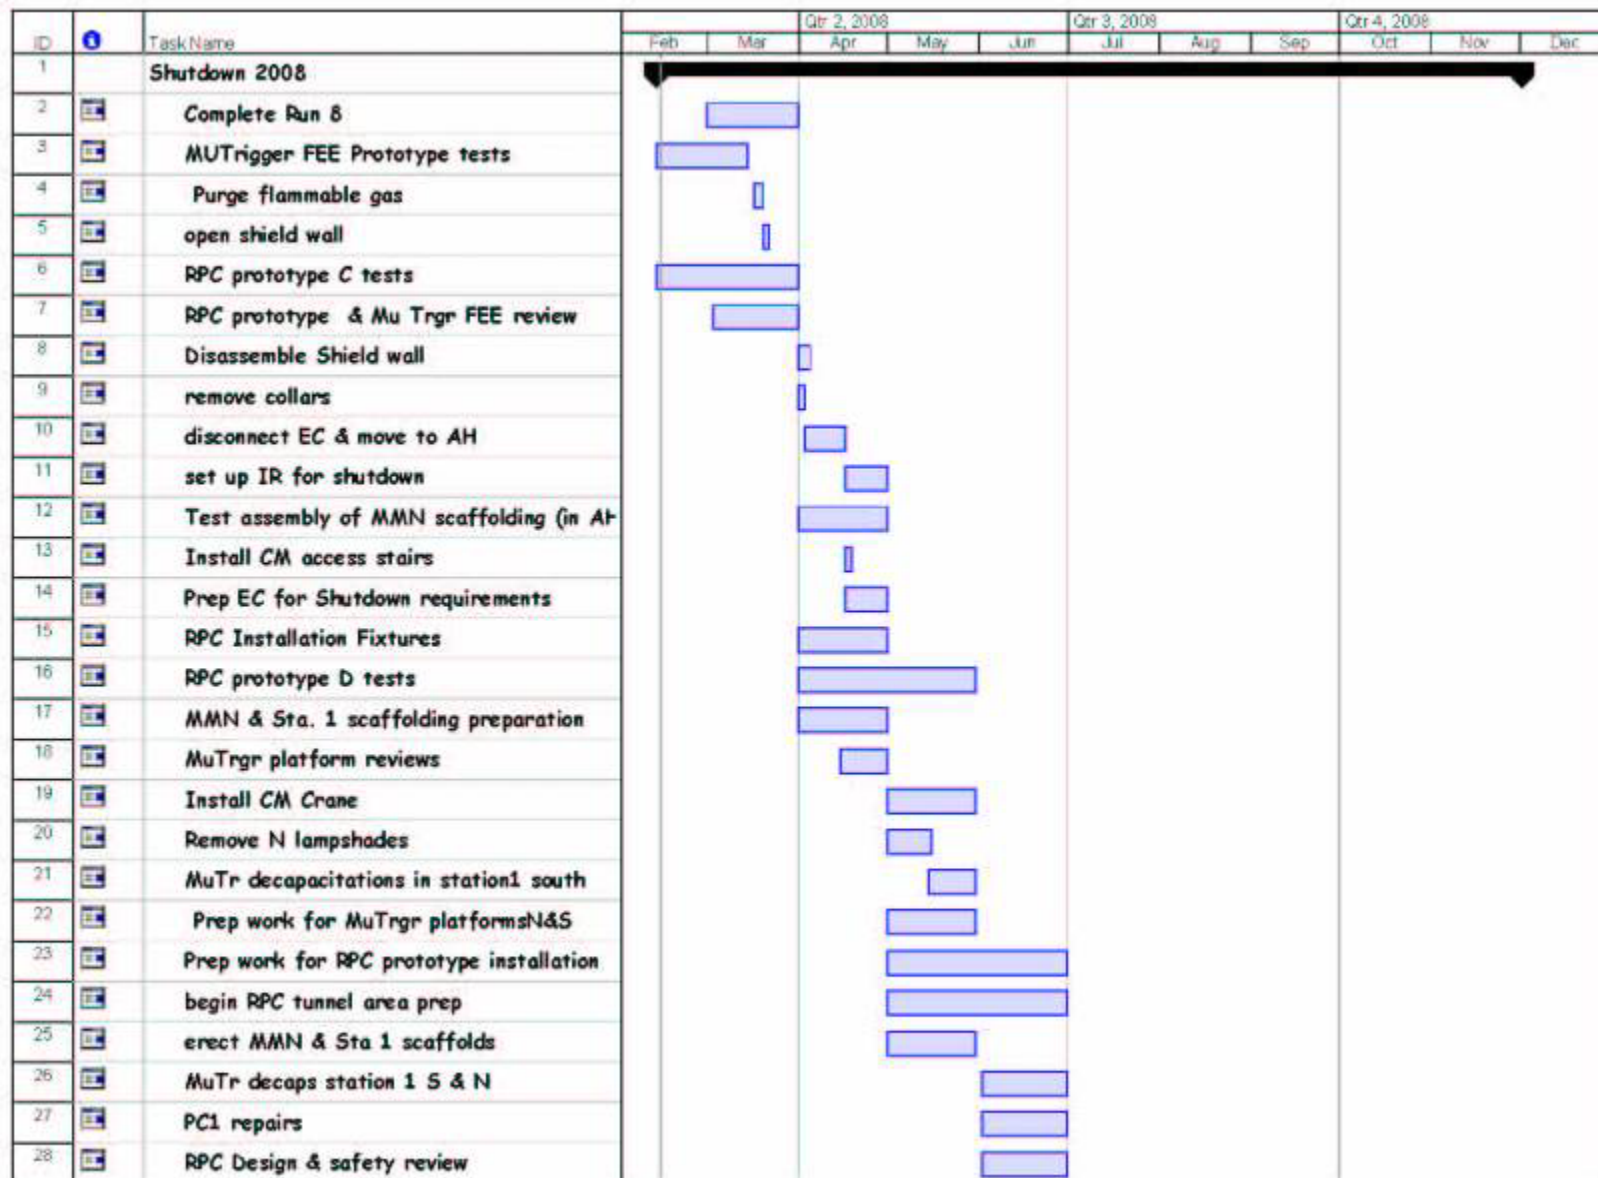 Qtr 2, 2008 Qtr 3, 2008 Qtr 4, 2008
ID Task Name Feb Mar Apr May Jun Jul Aug Sep Oct Nov Dec
1 Shutdown 2008
2 Complete Run 8
3 MUTrigger FEE Prototype tests
4 Purge flammable gas
5 open shield wall
6 RPC prototype C tests
7 RPC prototype & Mu Trgr FEE review
8 Disassemble Shield wall
9 remove collars
10 disconnect EC & move to AH
11 set up IR for shutdown
12 Test assembly of MMN scaffolding (in AH
13 Install CM access stairs
14 Prep EC for Shutdown requirements
15 RPC Installation Fixtures
16 RPC prototype D tests
17 MMN & Sta. 1 scaffolding preparation
18 MuTrgr platform reviews
19 Install CM Crane
20 Remove N lampshades
21 MuTr decapacitations in station1 south
22 Prep work for MuTrgr platformsN&S
23 Prep work for RPC prototype installation
24 begin RPC tunnel area prep
25 erect MMN & Sta 1 scaffolds
26 MuTr decaps station 1 S & N
27 PC1 repairs
28 RPC Design & safety review